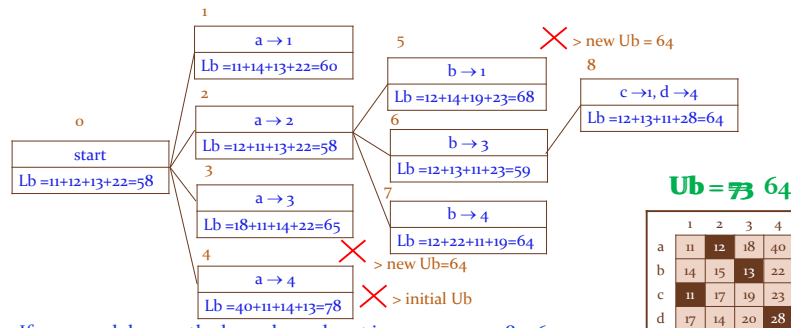 1
a → 1
Lb =11+14+13+22=60
5
> new Ub = 64
b → 1
Lb =12+14+19+23=68
8
c →1, d →4
Lb =12+13+11+28=64
2
a → 2
Lb =12+11+13+22=58
0
start
Lb =11+12+13+22=58
6
b → 3
Lb =12+13+11+23=59
3
a → 3
Lb =18+11+14+22=65
7
b → 4
Lb =12+22+11+19=64
> new Ub=64
4
a → 4
Lb =40+11+14+13=78
> initial Ub
Ub = 73 64
1 2 3 4
a 11 12 18 40
b 14 15 13 22
c 11 17 19 23
d 17 14 20 28